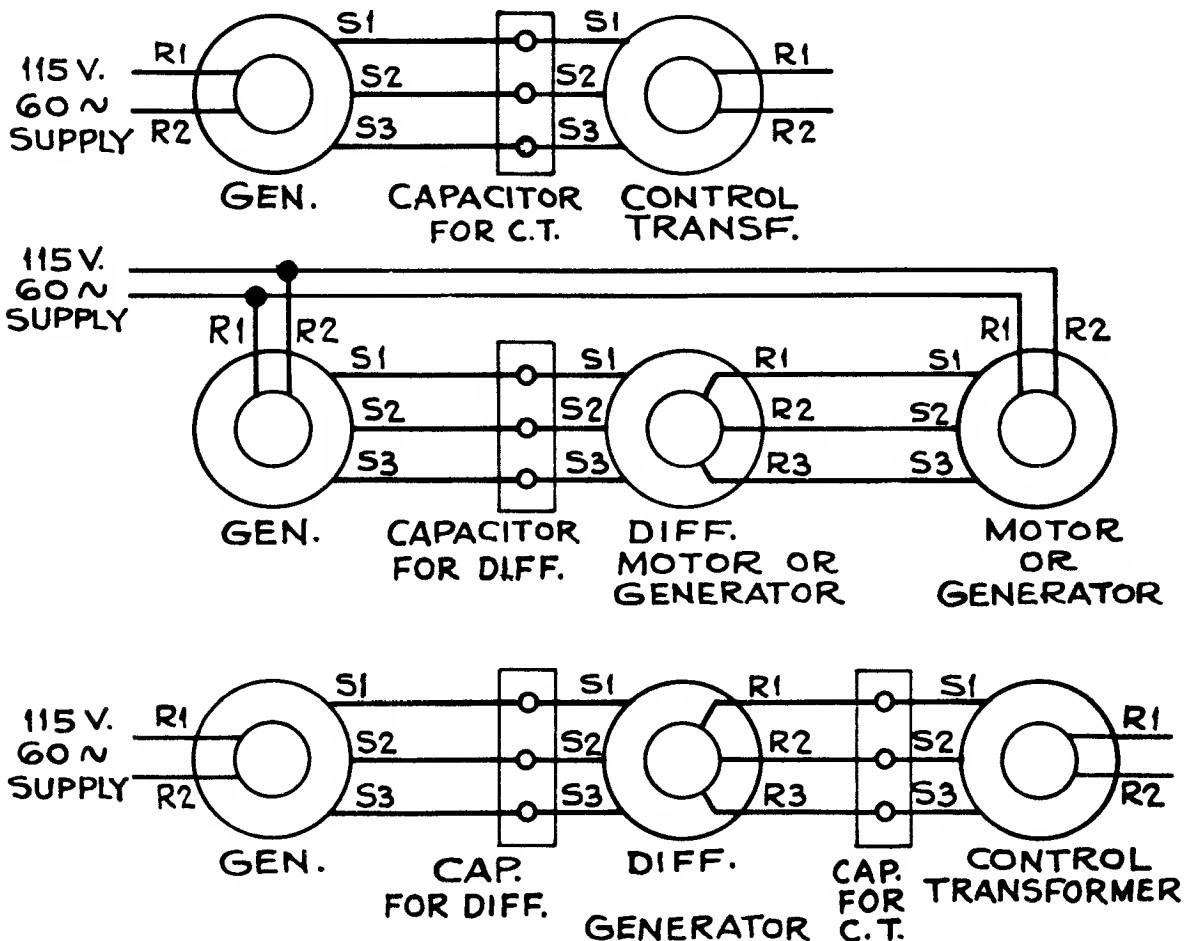 S1 S1
115 V. R1 R1
60 ~ S2 S2
SUPPLY R2 S3 S3 R2
GEN. CAPACITOR CONTROL
FOR C.T. TRANSF.
115 V.
60 ~
SUPPLY
R1 R2 R1 R2
S1 S1 R1 S1
S2 S2 R2 S2
S3 S3 R3 S3
GEN. CAPACITOR DIFF. MOTOR
FOR DIFF. MOTOR OR OR
GENERATOR GENERATOR
S1 S1 R1 S1
115 V. R1 R1
60 ~ S2 S2 R2 S2
SUPPLY R2 S3 S3 R3 S3 R2
GEN. CAP. DIFF. CAP. CONTROL
FOR DIFF. FOR TRANSFORMER
GENERATOR C.T.